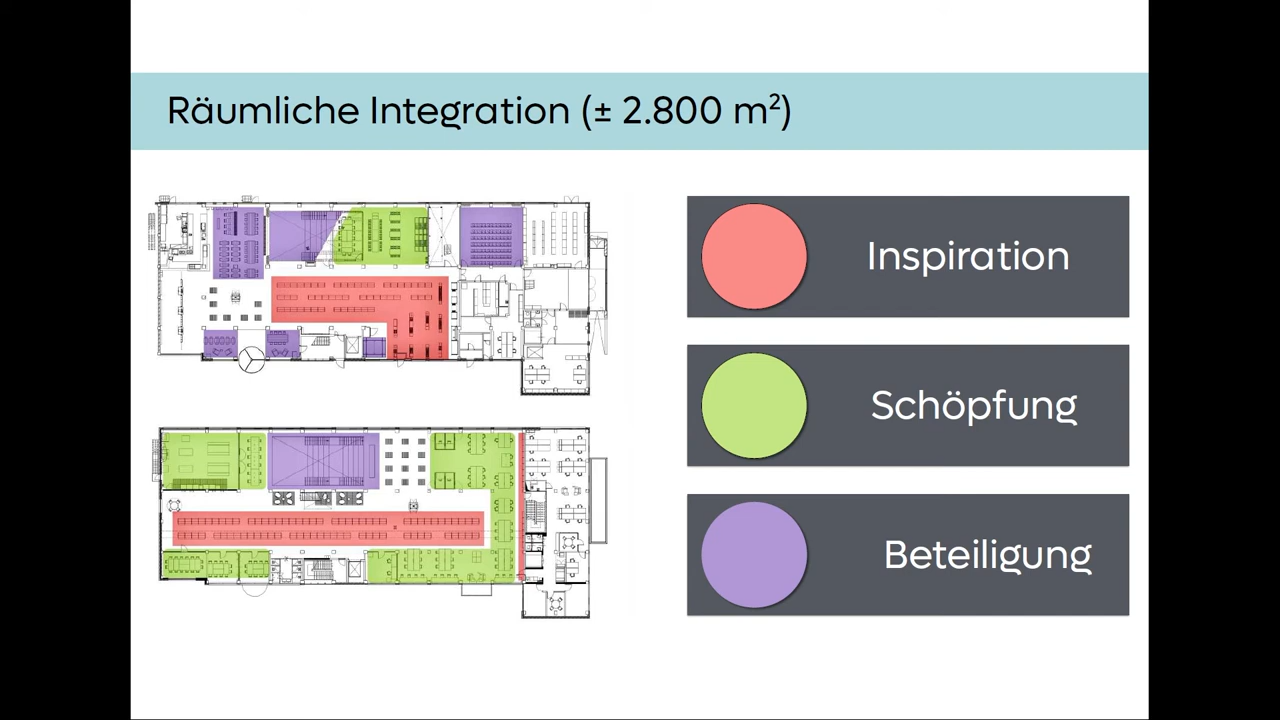 Räumliche Integration (± 2.800 m²)
Inspiration
Schöpfung
Beteiligung